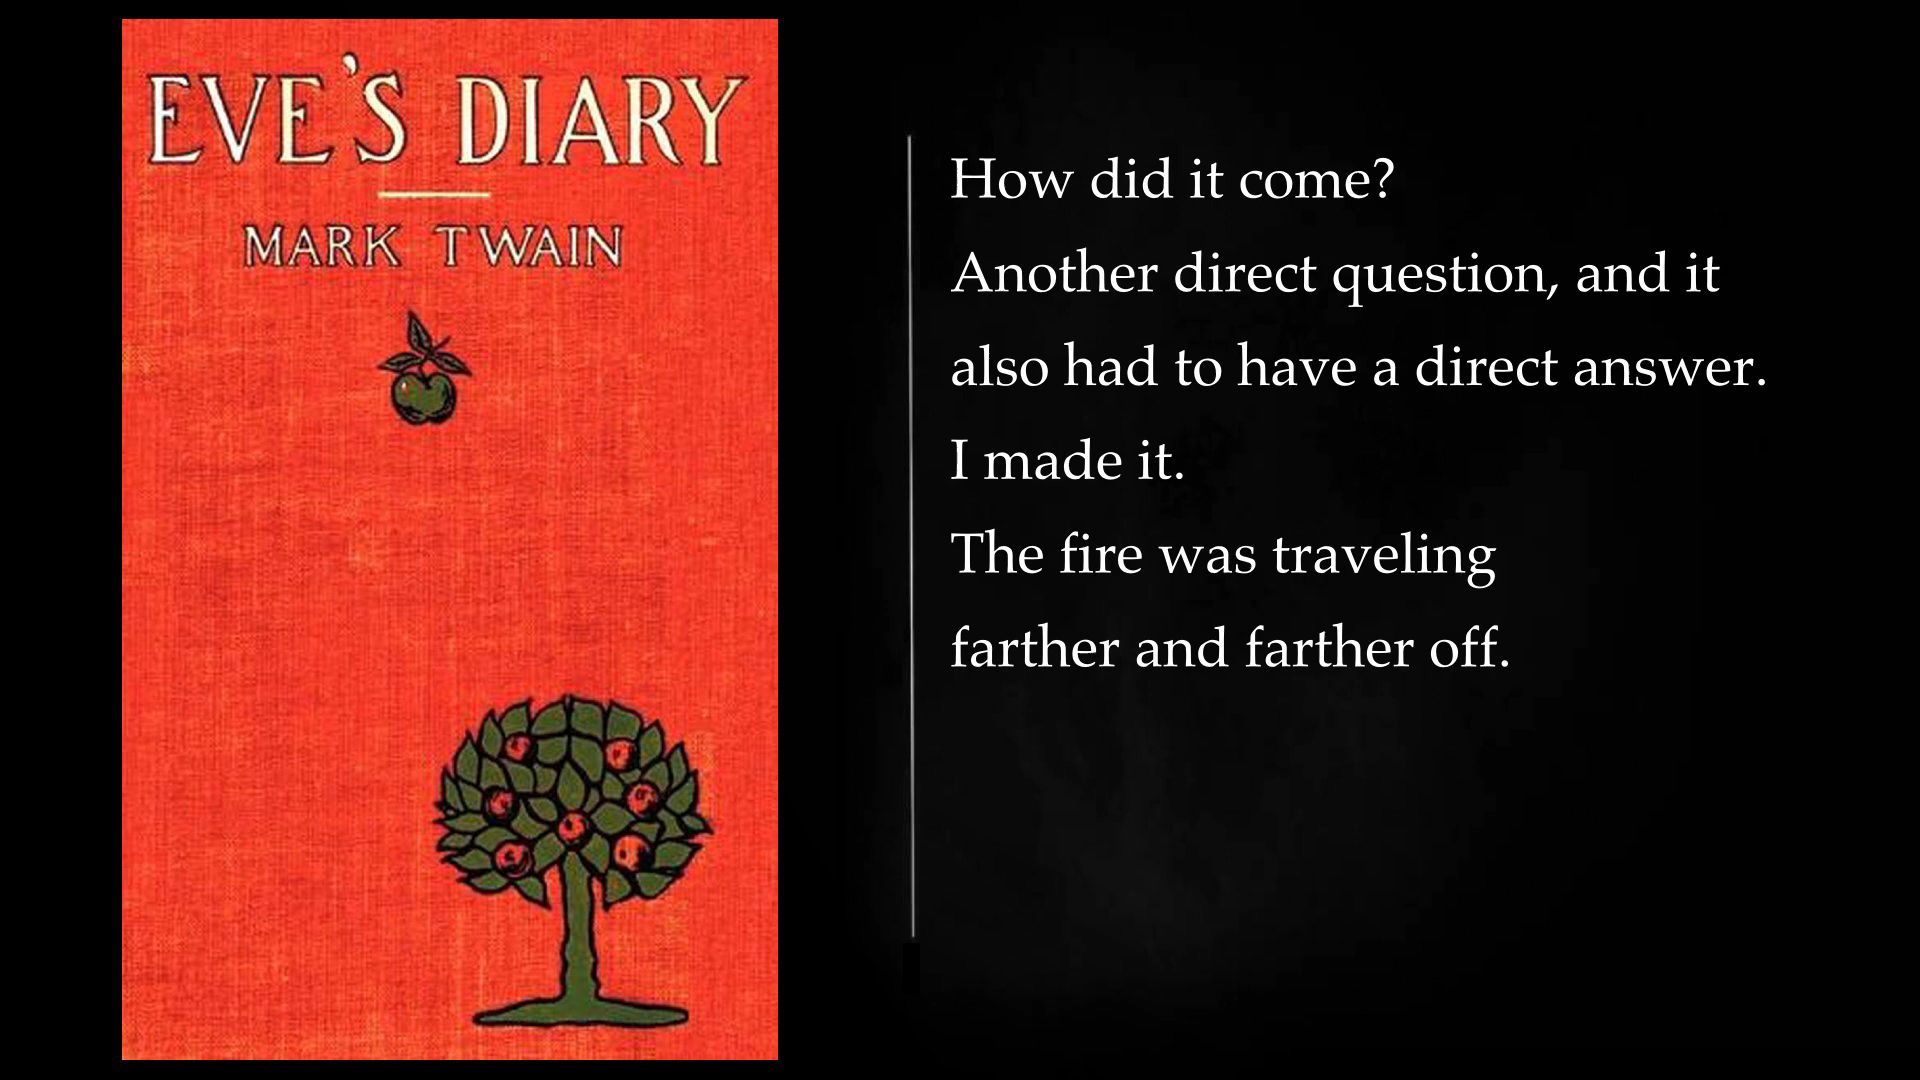 EVE'S DIARY
MARK TWAIN
How did it come?
Another direct question, and it
also had to have a direct answer.
I made it.
The fire was traveling
farther and farther off.